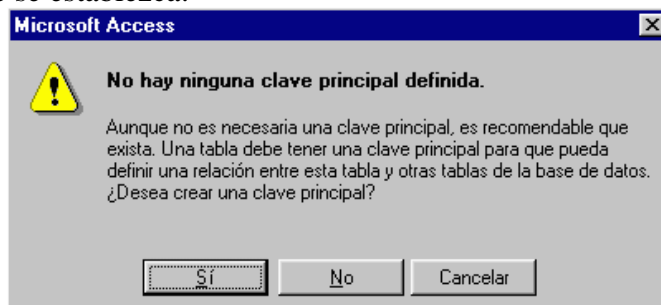 se establezca.
Microsoft Access
No hay ninguna clave principal definida.
Aunque no es necesaria una clave principal, es recomendable que
exista. Una tabla debe tener una clave principal para que pueda
definir una relación entre esta tabla y otras tablas de la base de datos.
¿Desea crear una clave principal?
Sí No Cancelar